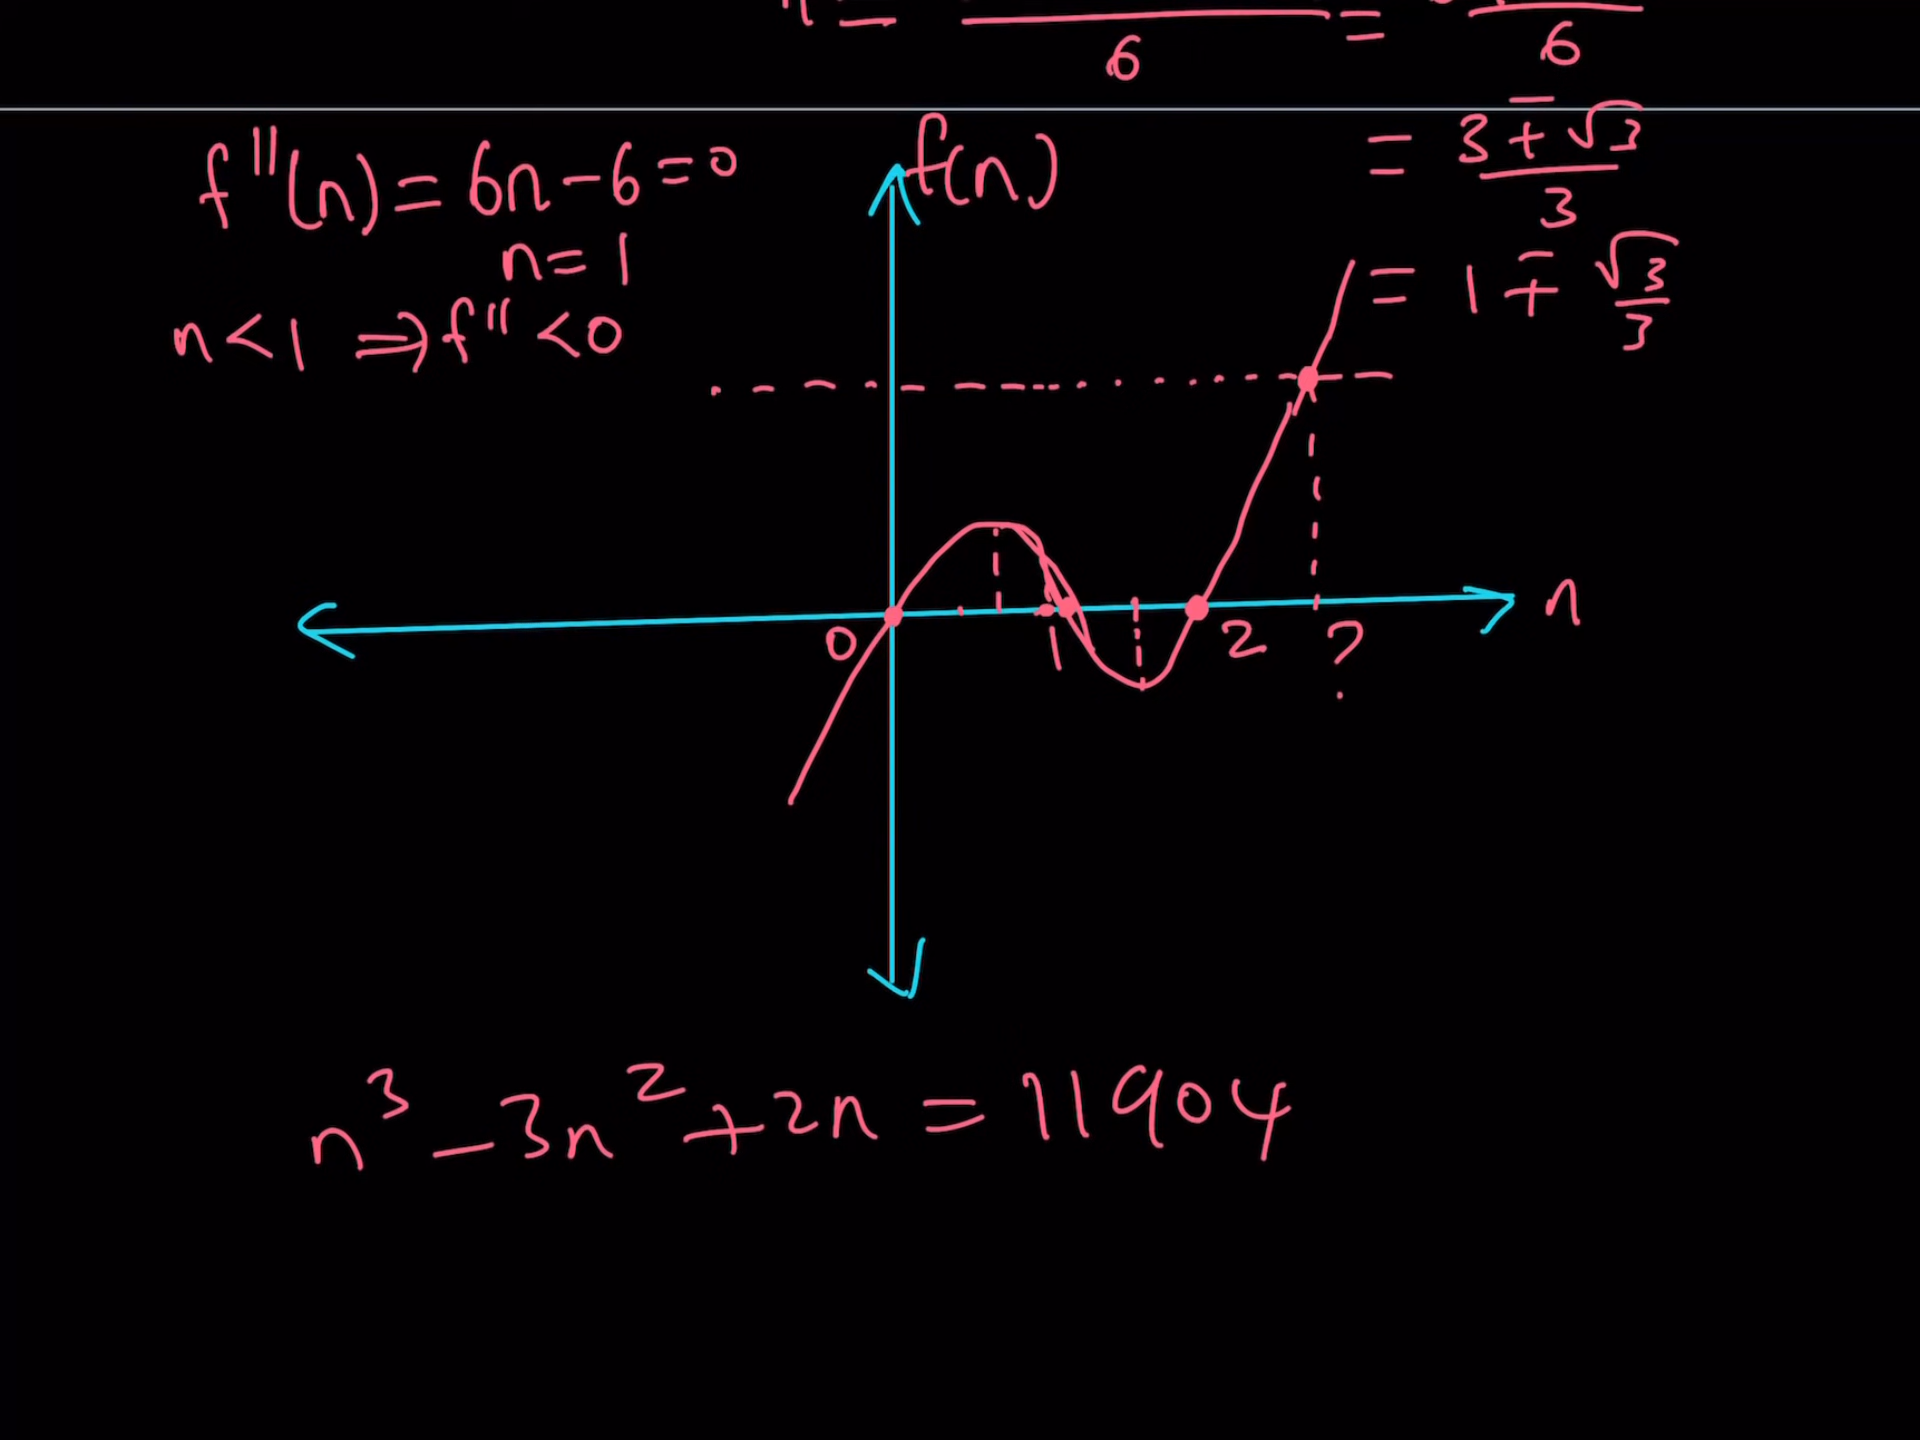 = 6 = 6
f''(n) = 6n - 6 = 0
n = 1
n < 1 ⇒ f'' < 0
f(n)
= 3 ∓ √3 / 3
= 1 ∓ √3 / 3
0 1 2 ? n
n³ - 3n² + 2n = 11904